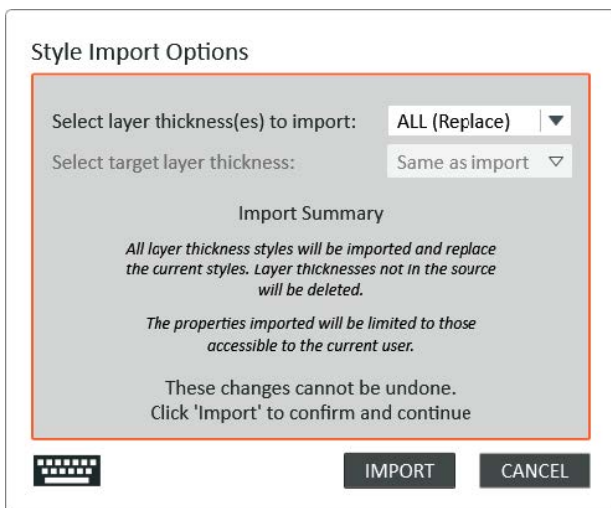 Style Import Options
Select layer thickness(es) to import: ALL (Replace)
Select target layer thickness: Same as import
Import Summary
All layer thickness styles will be imported and replace
the current styles. Layer thicknesses not in the source
will be deleted.
The properties imported will be limited to those
accessible to the current user.
These changes cannot be undone.
Click 'Import' to confirm and continue
IMPORT CANCEL